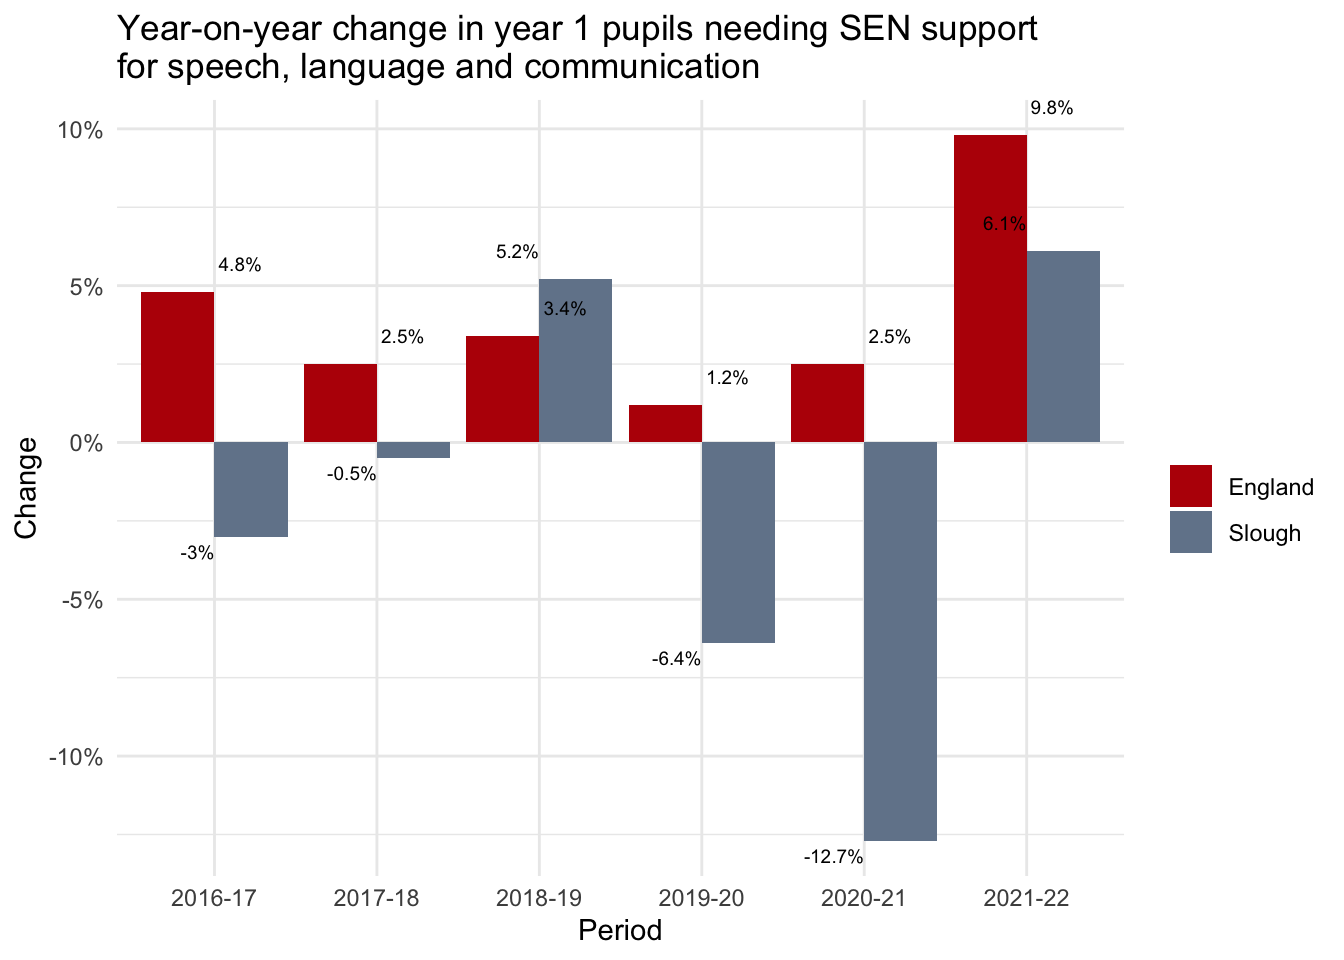 Year-on-year change in year 1 pupils needing SEN support
for speech, language and communication
9.8%
10%
6.1%
5.2%
4.8%
5%
3.4%
2.5%
2.5%
1.2%
0%
Change
-0.5%
England
Slough
-3%
-5%
-6.4%
-10%
-12.7%
2016-17 2017-18 2018-19 2019-20 2020-21 2021-22
Period